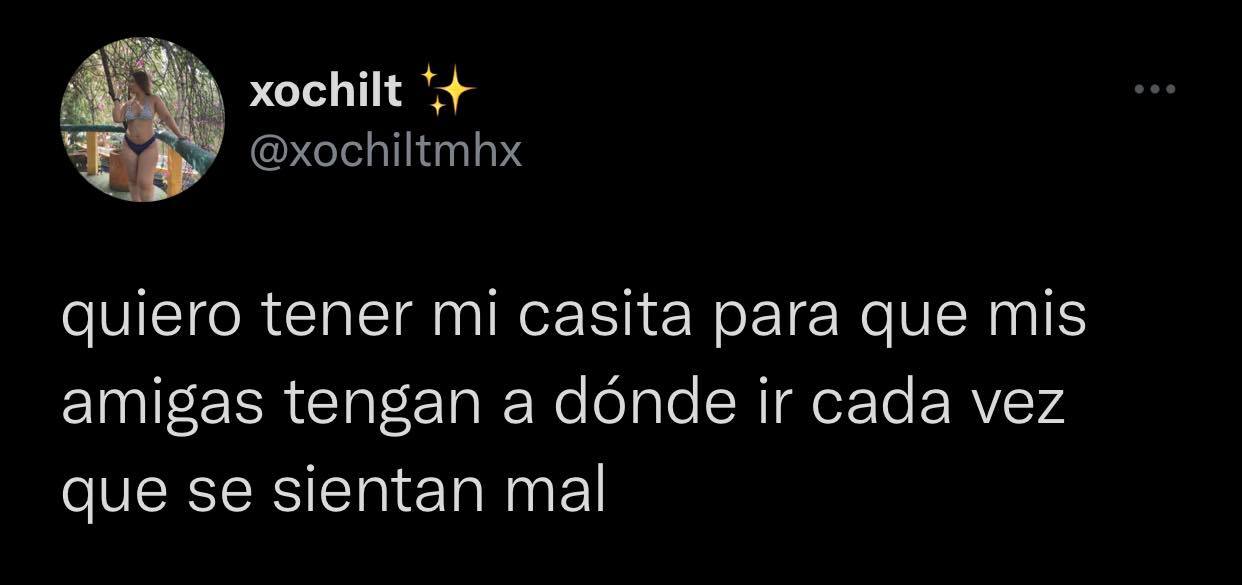 xochilt ✨
@xochiltmhx
quiero tener mi casita para que mis
amigas tengan a dónde ir cada vez
que se sientan mal